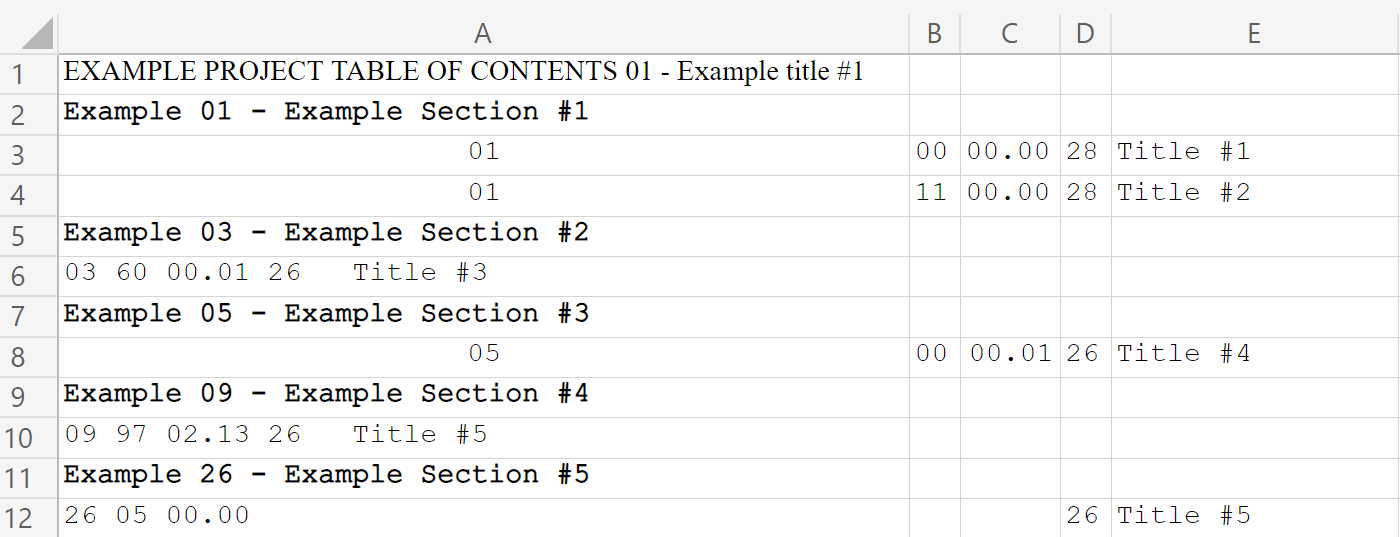 A B C D E
1 EXAMPLE PROJECT TABLE OF CONTENTS 01 - Example title #1
2 Example 01 - Example Section #1
3 01 00 00.00 28 Title #1
4 01 11 00.00 28 Title #2
5 Example 03 - Example Section #2
6 03 60 00.01 26 Title #3
7 Example 05 - Example Section #3
8 05 00 00.01 26 Title #4
9 Example 09 - Example Section #4
10 09 97 02.13 26 Title #5
11 Example 26 - Example Section #5
12 26 05 00.00 26 Title #5